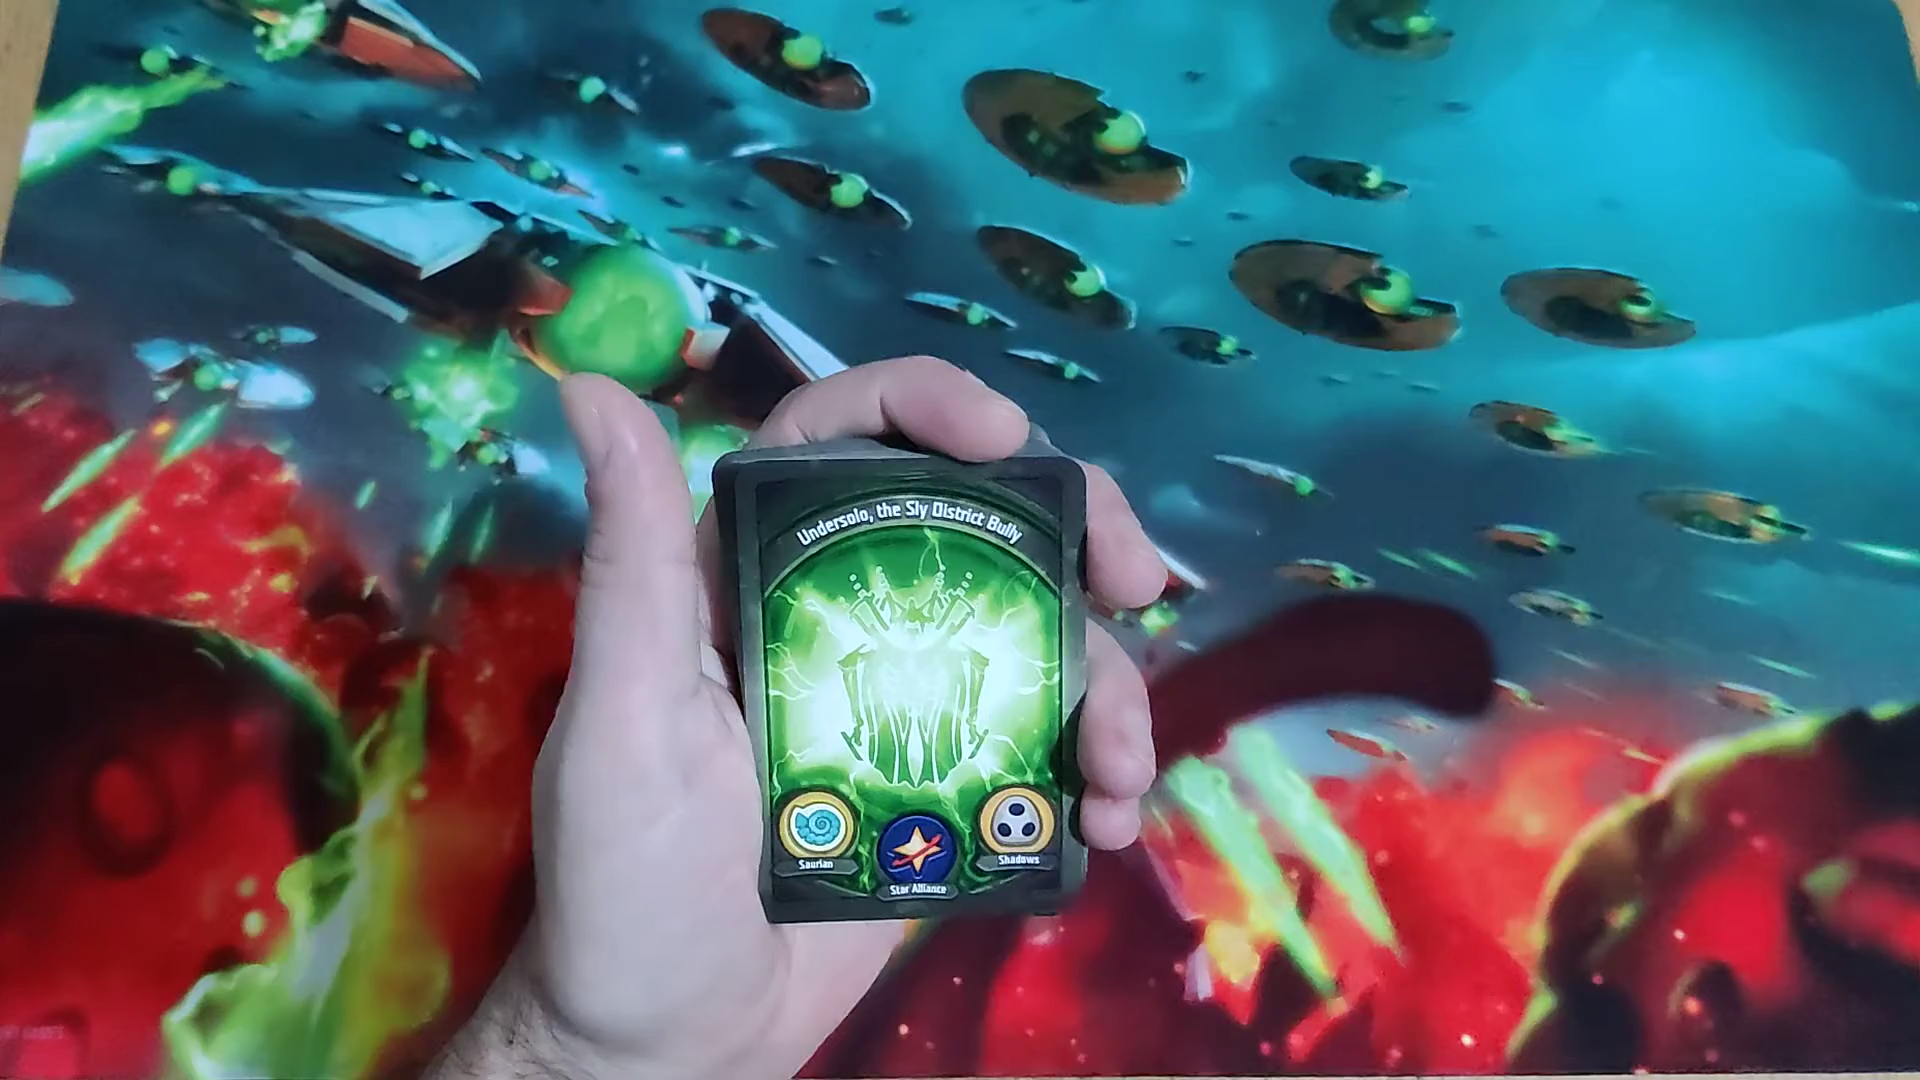 Undersolo, the Sly District Bully
Saurian
Star Alliance
Shadows